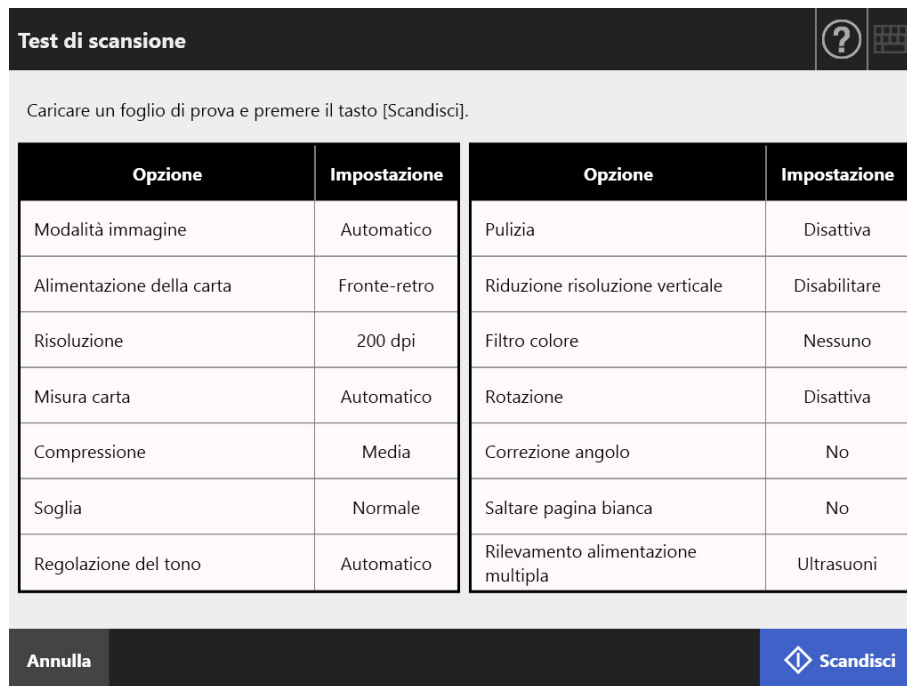 Test di scansione
?
Caricare un foglio di prova e premere il tasto [Scandisci].
Opzione Impostazione
Modalità immagine Automatico
Alimentazione della carta Fronte-retro
Risoluzione 200 dpi
Misura carta Automatico
Compressione Media
Soglia Normale
Regolazione del tono Automatico
Opzione Impostazione
Pulizia Disattiva
Riduzione risoluzione verticale Disabilitare
Filtro colore Nessuno
Rotazione Disattiva
Correzione angolo No
Saltare pagina bianca No
Rilevamento alimentazione
multipla Ultrasuoni
Annulla Scandisci